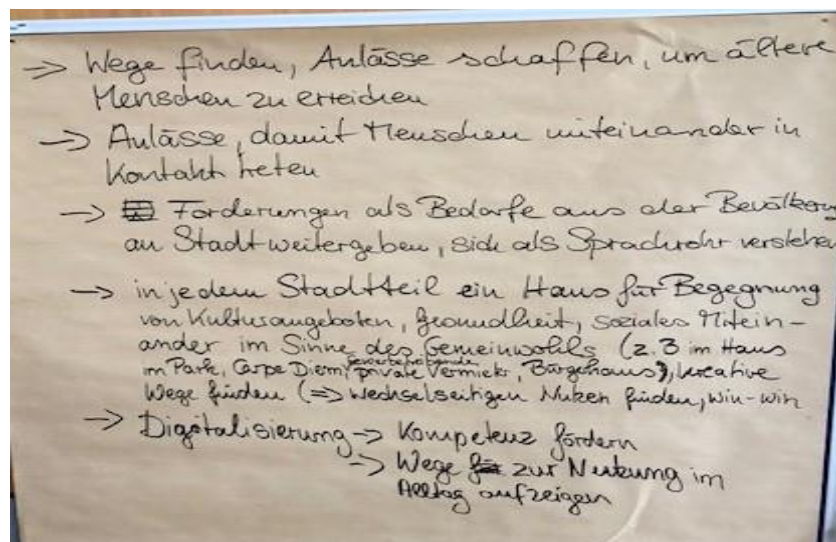 -> Wege finden, Anlässe schaffen, um ältere
Menschen zu erreichen
-> Anlässe, damit Menschen miteinander in
Kontakt treten
-> Forderungen als Bedarfe aus der
an Stadt weitergeben, sich als Sprachrohr verstehen
-> in jedem Stadtteil ein Haus für Begegnung
von Kulturangeboten, Gesundheit, soziales Mitein-
ander im Sinne des Gemeinwohls (z.B im Haus
im Park, Carpe Diem, private Vermieter, Bürgerhaus), kreative
Wege finden (=> wechselseitigen Nutzen finden, win-win
-> Digitalisierung -> Kompetenz fördern
-> Wege zur Nutzung im
Alltag aufzeigen